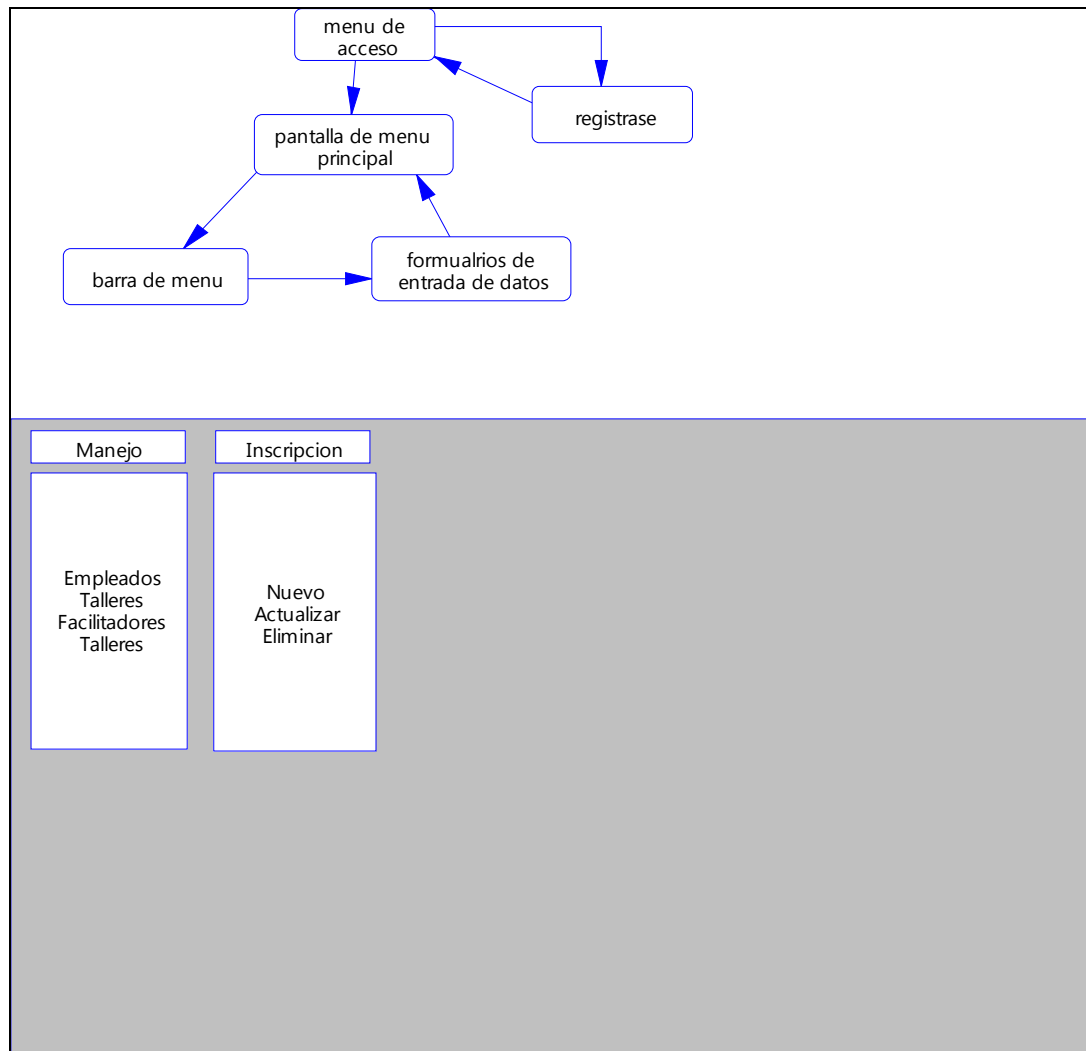 menu de
acceso
registrase
pantalla de menu
principal
formualrios de
entrada de datos
barra de menu
Manejo
Inscripcion
Empleados
Talleres
Facilitadores
Talleres
Nuevo
Actualizar
Eliminar